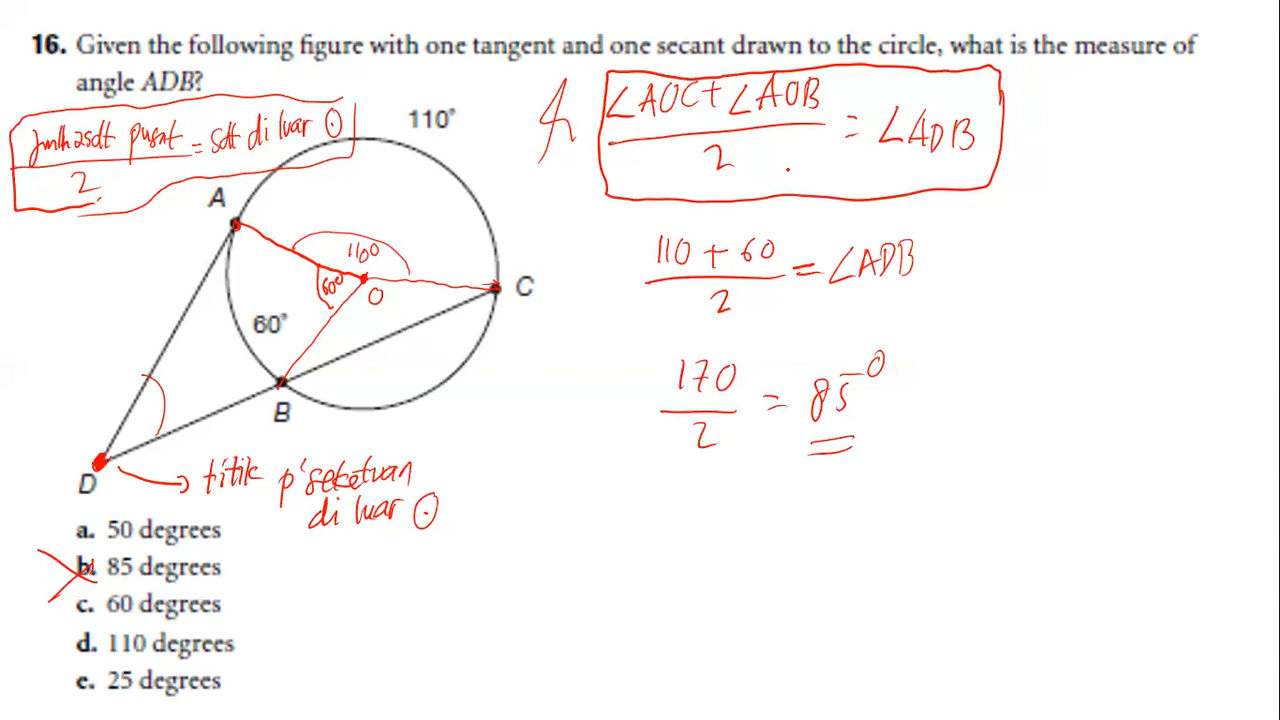 16. Given the following figure with one tangent and one secant drawn to the circle, what is the measure of
angle ADB?
jmlh 2 sdt pusat = sdt di luar ⊙
2
∠AOC + ∠AOB
2
= ∠ADB
110°
A
110°
60°
O
C
60°
B
D
110 + 60
2
= ∠ADB
170
2
= 85°
titik p'seketuan
di luar ⊙
a. 50 degrees
b. 85 degrees
c. 60 degrees
d. 110 degrees
e. 25 degrees